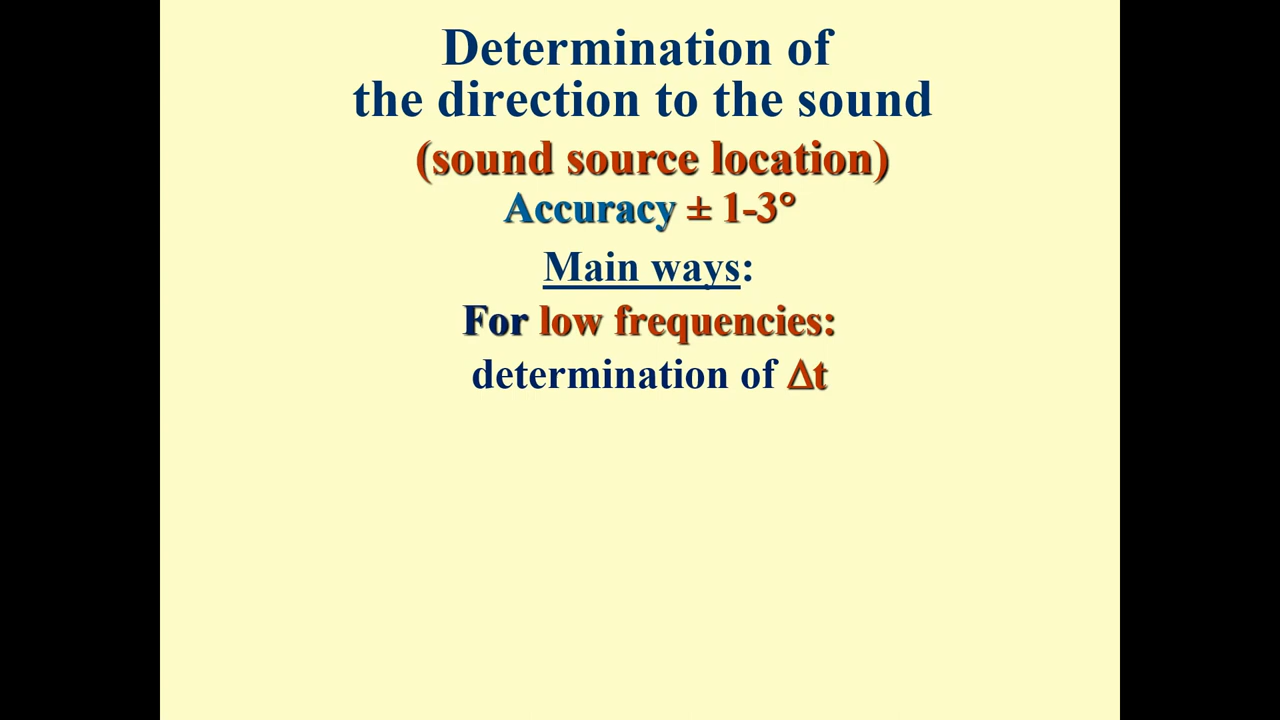 Determination of
the direction to the sound
(sound source location)
Accuracy ± 1-3°
Main ways:
For low frequencies:
determination of Δt